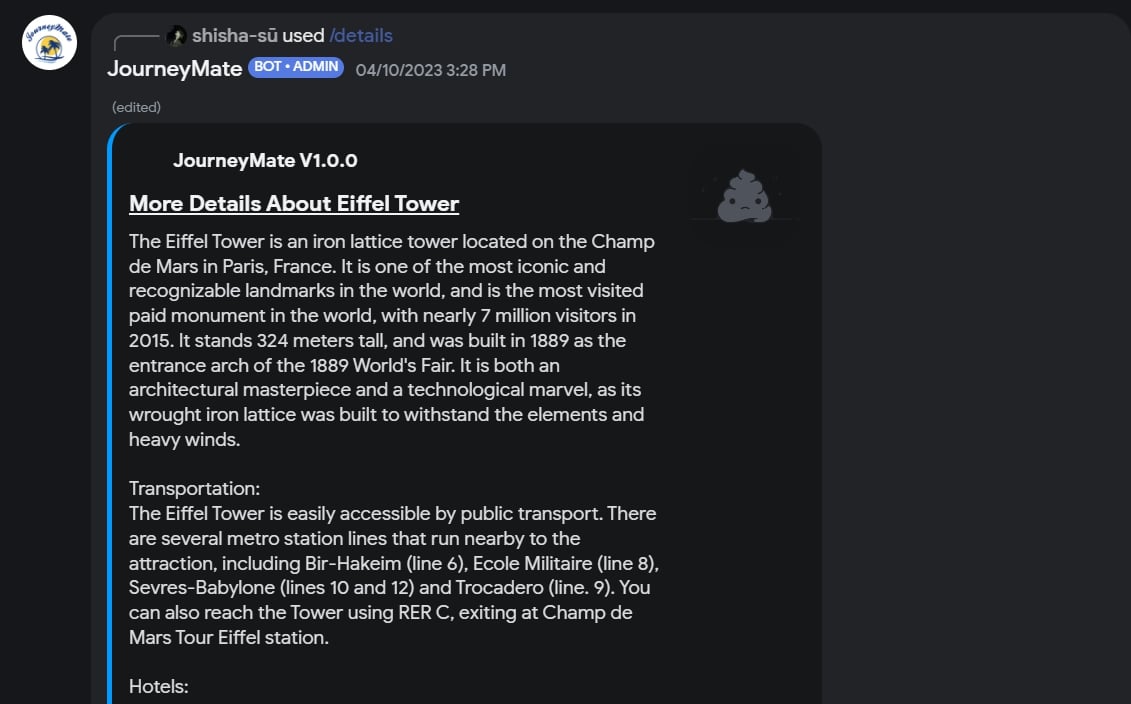 JourneyMate
shisha-sū used /details
JourneyMate BOT • ADMIN 04/10/2023 3:28 PM
(edited)
JourneyMate V1.0.0
More Details About Eiffel Tower
The Eiffel Tower is an iron lattice tower located on the Champ
de Mars in Paris, France. It is one of the most iconic and
recognizable landmarks in the world, and is the most visited
paid monument in the world, with nearly 7 million visitors in
2015. It stands 324 meters tall, and was built in 1889 as the
entrance arch of the 1889 World's Fair. It is both an
architectural masterpiece and a technological marvel, as its
wrought iron lattice was built to withstand the elements and
heavy winds.
Transportation:
The Eiffel Tower is easily accessible by public transport. There
are several metro station lines that run nearby to the
attraction, including Bir-Hakeim (line 6), Ecole Militaire (line 8),
Sevres-Babylone (lines 10 and 12) and Trocadero (line. 9). You
can also reach the Tower using RER C, exiting at Champ de
Mars Tour Eiffel station.
Hotels: